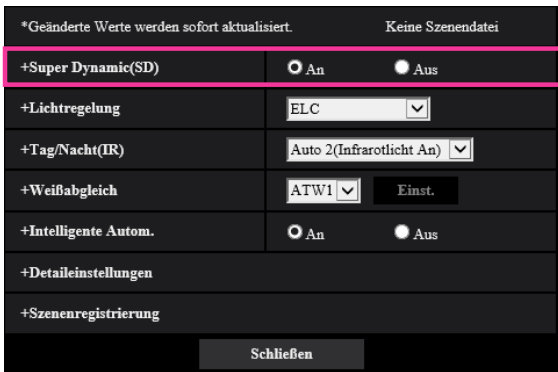 *Geänderte Werte werden sofort aktualisiert. Keine Szenendatei
+Super Dynamic(SD) An Aus
+Lichtregelung ELC
+Tag/Nacht(IR) Auto 2(Infrarotlicht An)
+Weißabgleich ATW1 Einst.
+Intelligente Autom. An Aus
+Detaileinstellungen
+Szenenregistrierung
Schließen